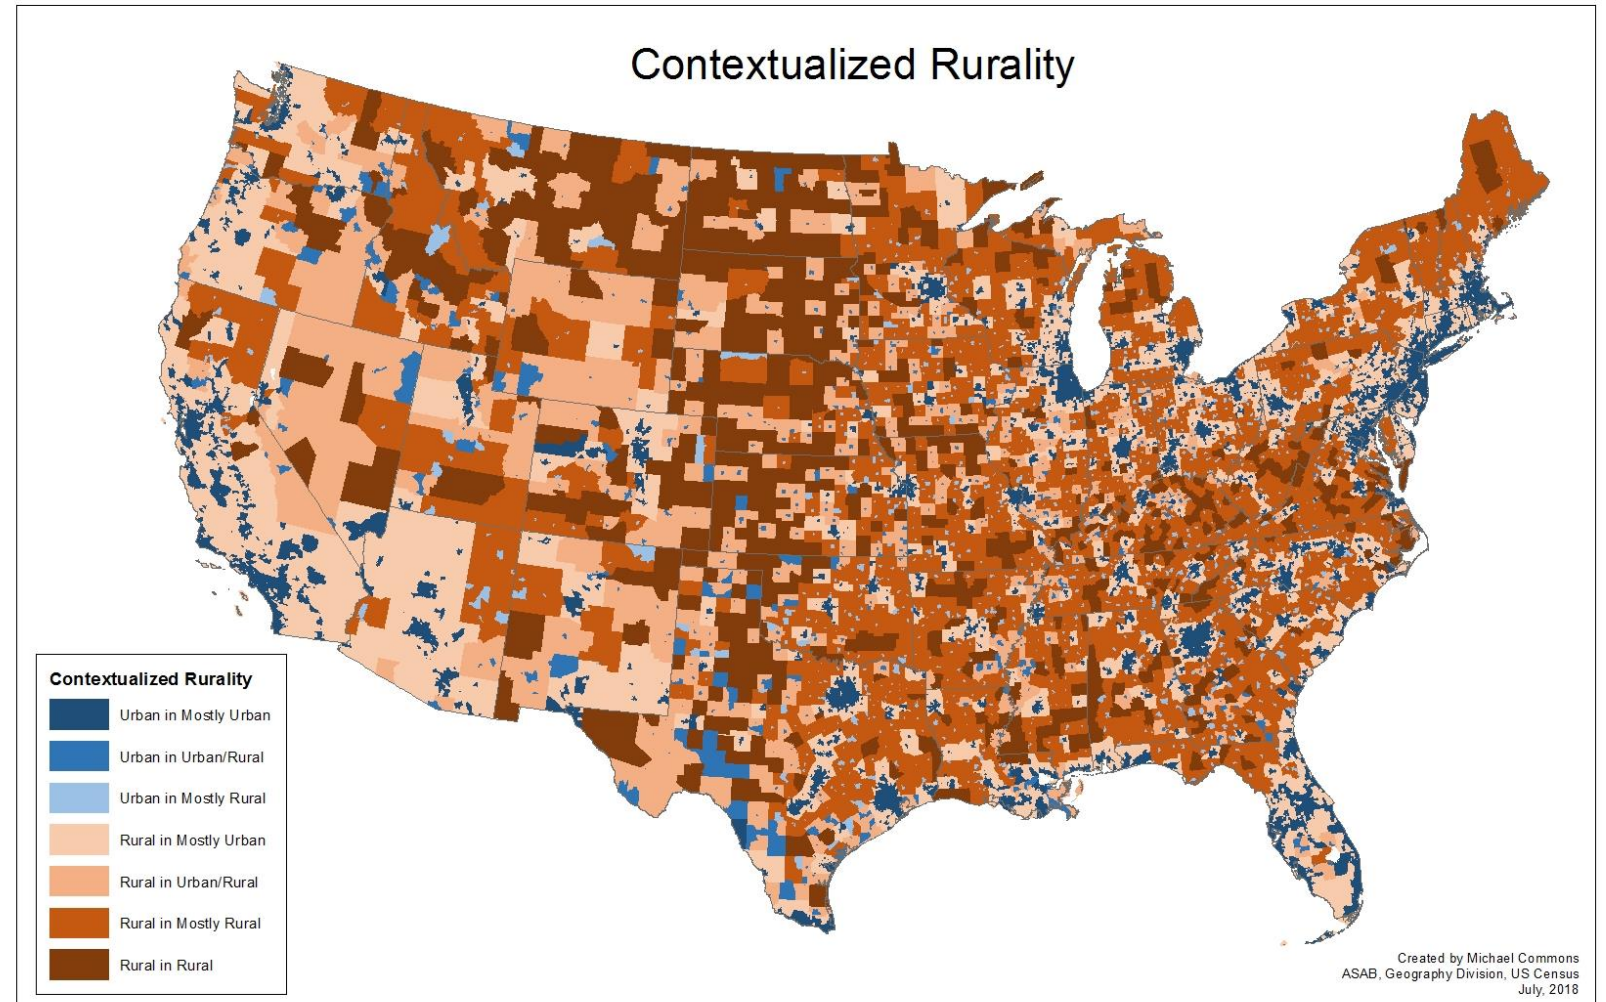 Contextualized Rurality
Contextualized Rurality
Urban in Mostly Urban
Urban in Urban/Rural
Urban in Mostly Rural
Rural in Mostly Urban
Rural in Urban/Rural
Rural in Mostly Rural
Rural in Rural
Created by Michael Commons
ASAB, Geography Division, US Census
July, 2018